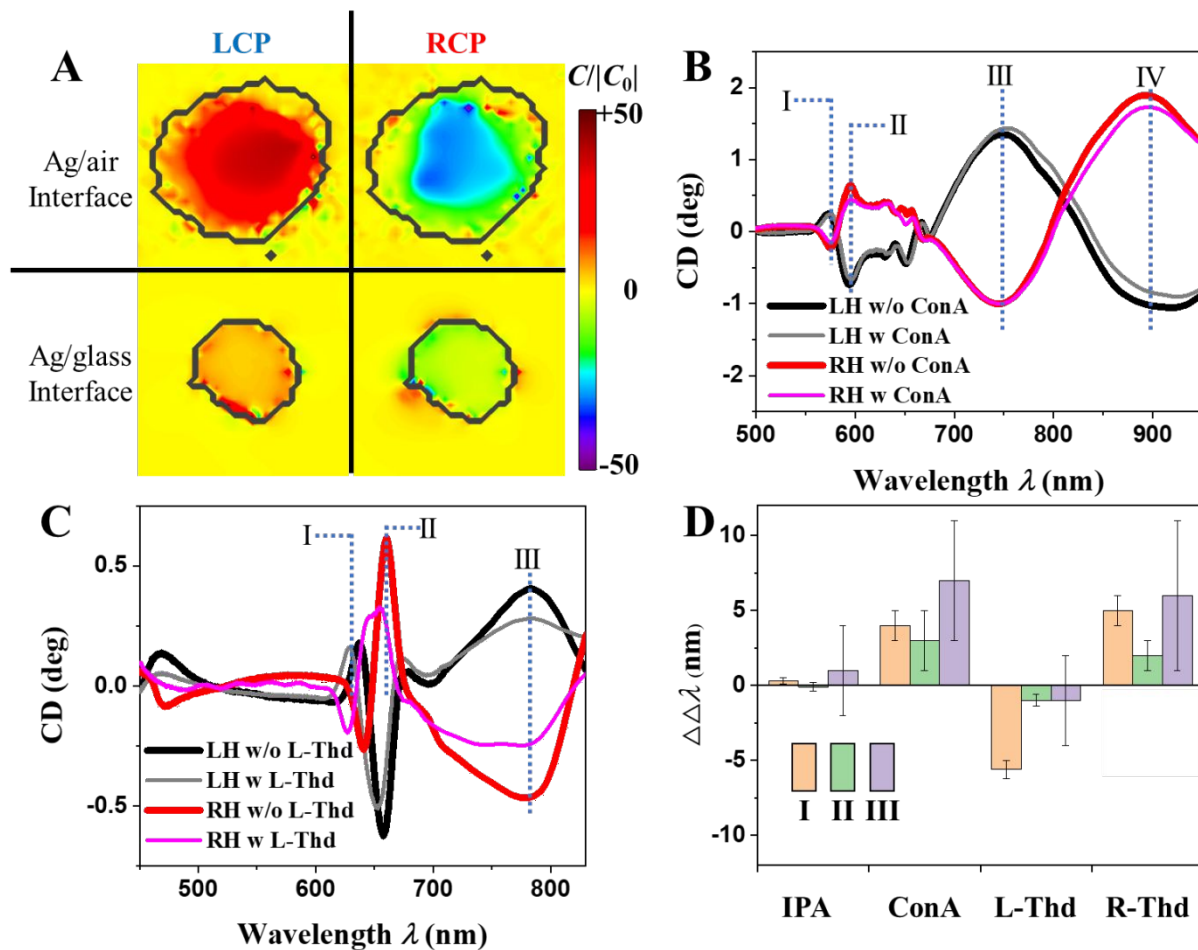 A
LCP
RCP
Ag/air
Interface
Ag/glass
Interface
C/|C₀|
+50
0
-50
B
I
II
III
IV
CD (deg)
2
1
0
-1
-2
LH w/o ConA
LH w ConA
RH w/o ConA
RH w ConA
500
600
700
800
900
Wavelength λ (nm)
C
I
II
III
CD (deg)
0.5
0.0
-0.5
LH w/o L-Thd
LH w L-Thd
RH w/o L-Thd
RH w L-Thd
500
600
700
800
Wavelength λ (nm)
D
△△λ (nm)
10
5
0
-5
-10
I II III
IPA ConA L-Thd R-Thd